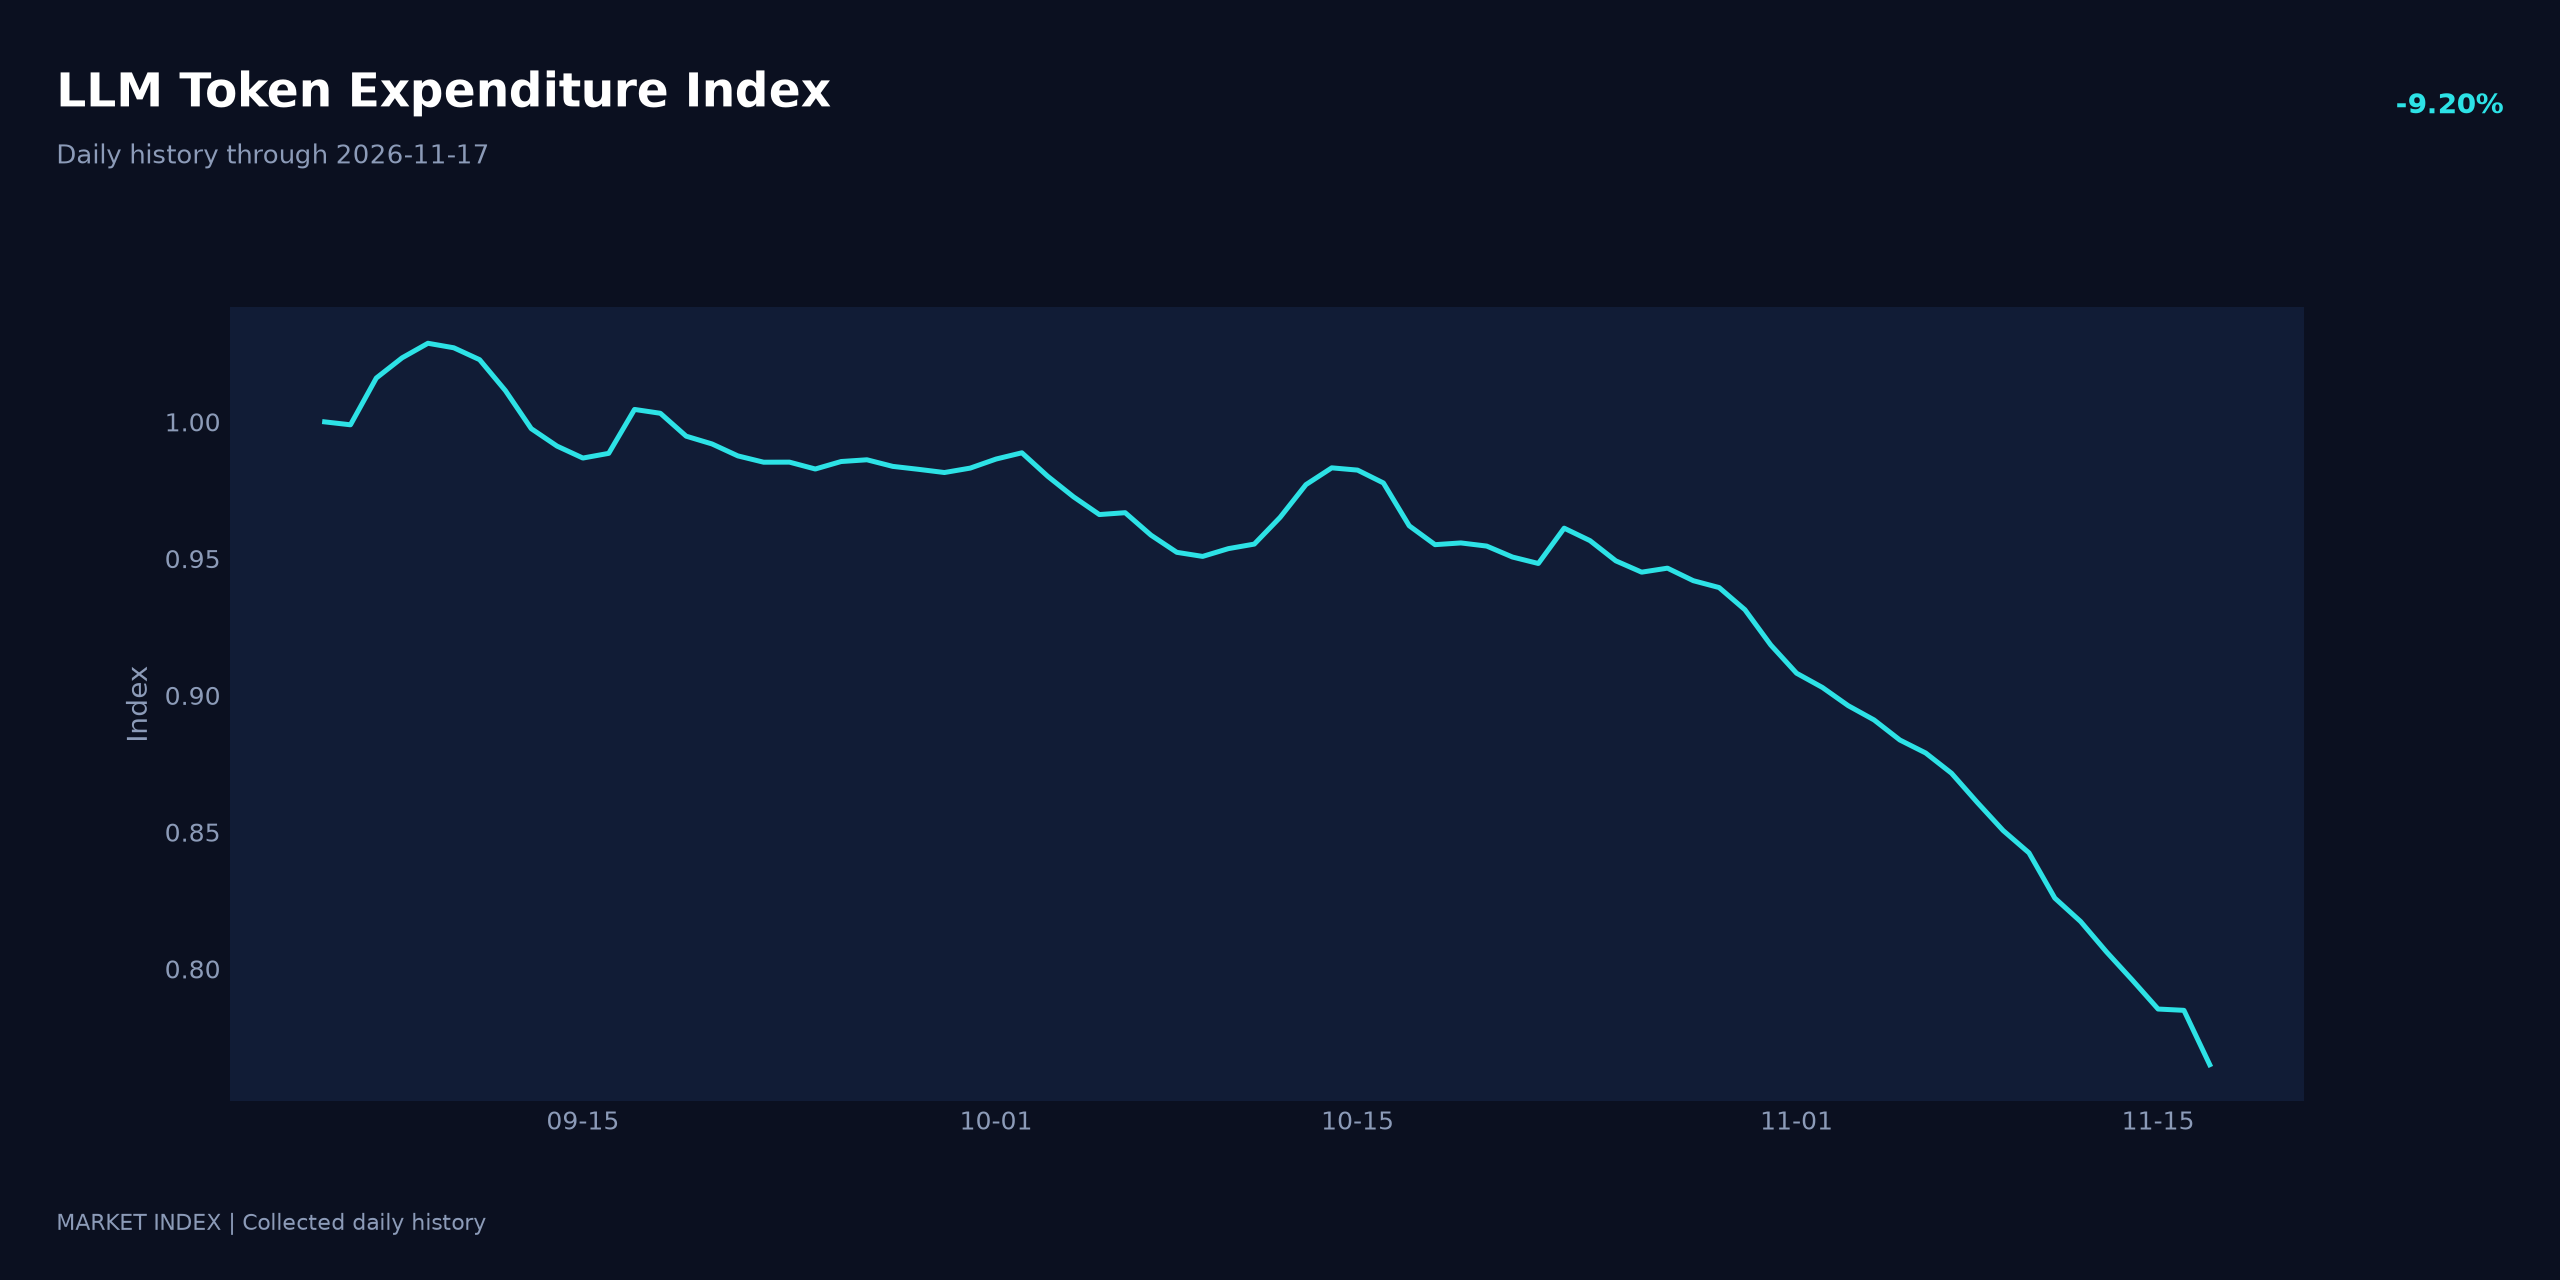 LLM Token Expenditure Index
-9.20%
Daily history through 2026-11-17
Index
1.00
0.95
0.90
0.85
0.80
09-15
10-01
10-15
11-01
11-15
MARKET INDEX | Collected daily history